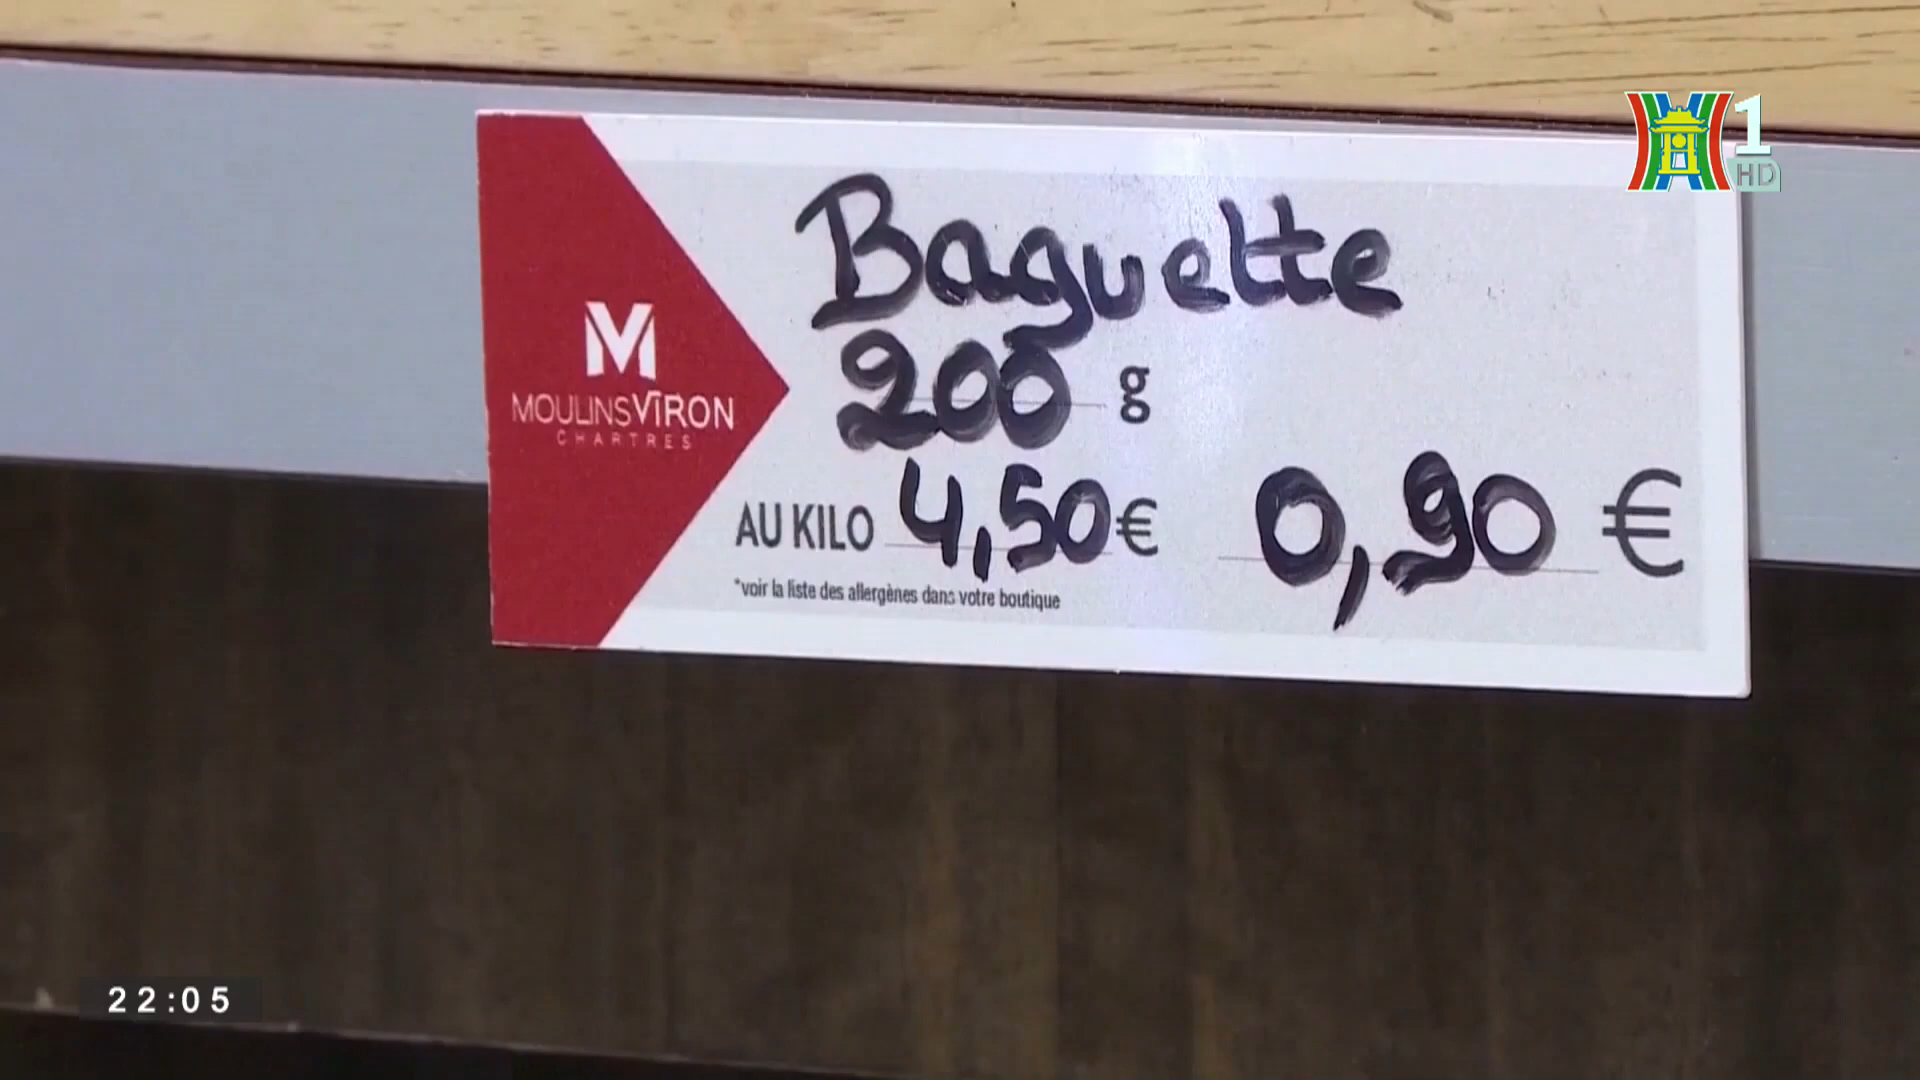 1
HD
Baguette
200 g
M
MOULINS VIRON
CHARTRES
AU KILO 4,50 € 0,90 €
*voir la liste des allergènes dans votre boutique
22:05